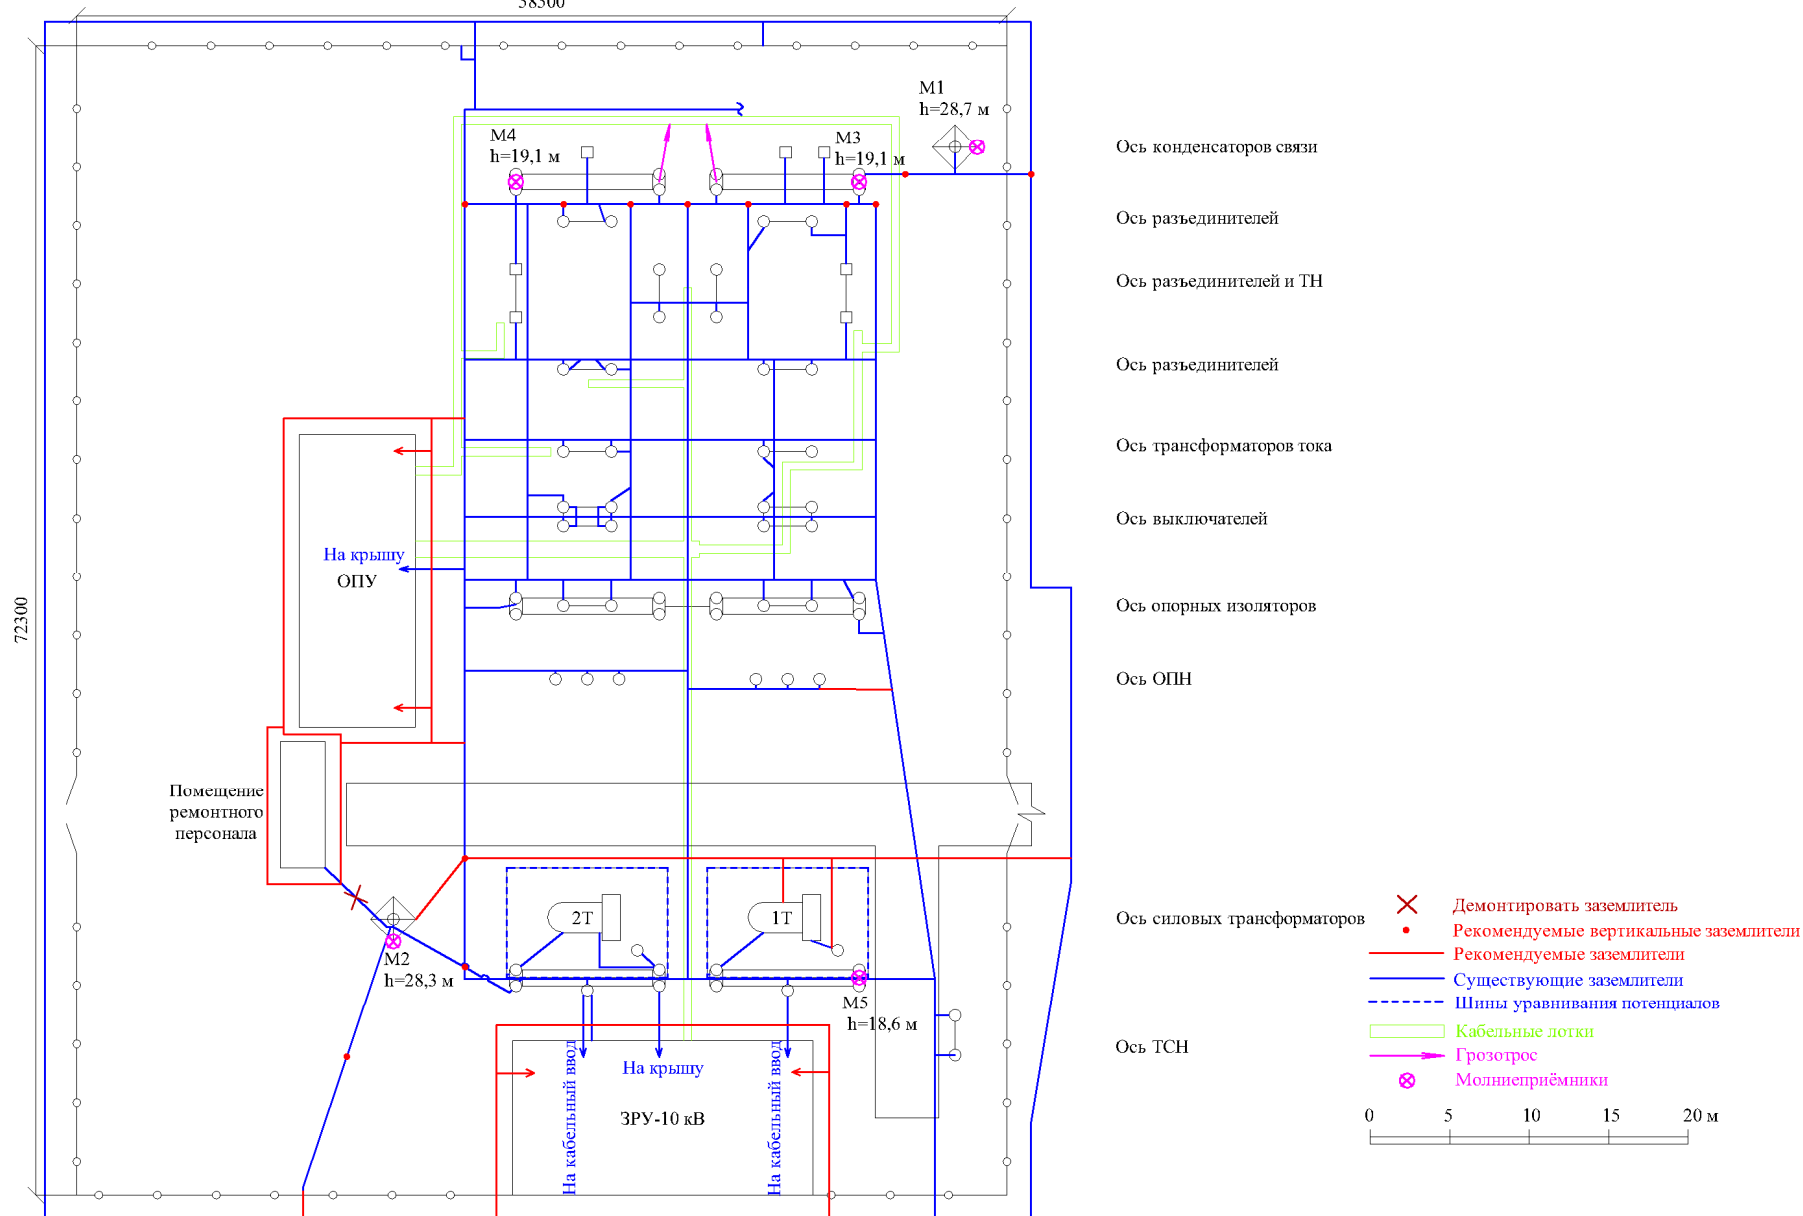 58500
M1
h=28,7 м
M4
h=19,1 м
M3
h=19,1 м
Ось конденсаторов связи
Ось разъединителей
Ось разъединителей и ТН
Ось разъединителей
Ось трансформаторов тока
Ось выключателей
На крышу
ОПУ
Ось опорных изоляторов
72300
Ось ОПН
Помещение
ремонтного
персонала
2Т
1Т
Ось силовых трансформаторов
M2
h=28,3 м
M5
h=18,6 м
Ось ТСН
На кабельный ввод
На крышу
На кабельный ввод
ЗРУ-10 кВ
Демонтировать заземлитель
Рекомендуемые вертикальные заземлители
Рекомендуемые заземлители
Существующие заземлители
Шины уравнивания потенциалов
Кабельные лотки
Грозотрос
Молниеприёмники
0 5 10 15 20 м